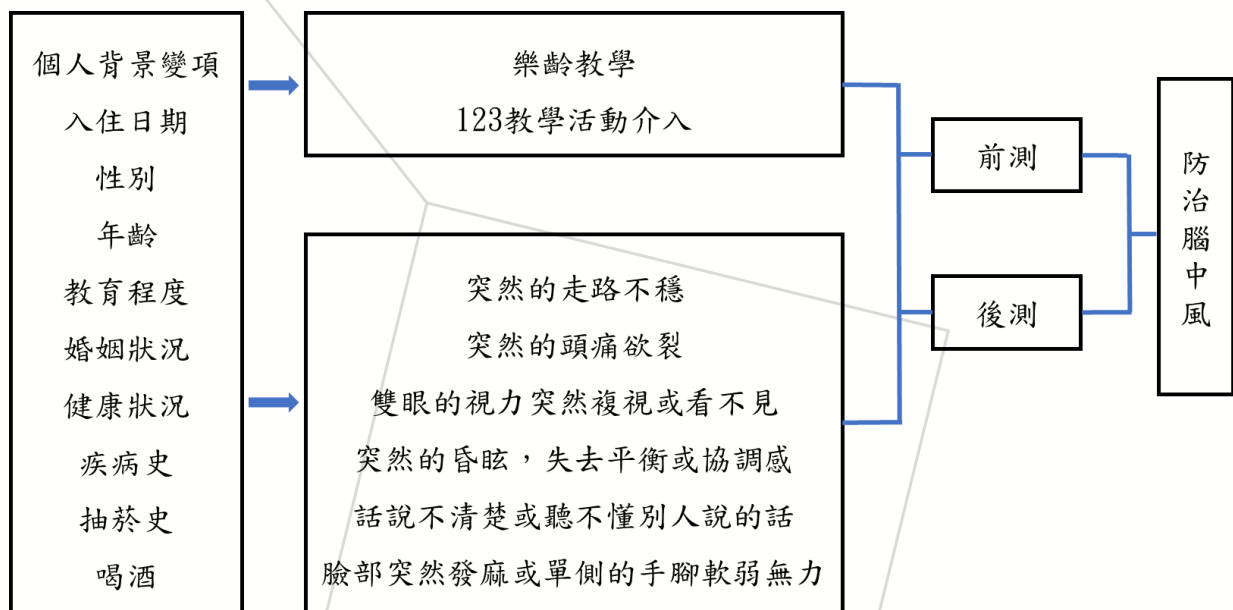 個人背景變項
入住日期
性別
年齡
教育程度
婚姻狀況
健康狀況
疾病史
抽菸史
喝酒
樂齡教學
123教學活動介入
突然的走路不穩
突然的頭痛欲裂
雙眼的視力突然複視或看不見
突然的昏眩，失去平衡或協調感
話說不清楚或聽不懂別人說的話
臉部突然發麻或單側的手腳軟弱無力
前測
後測
防治腦中風